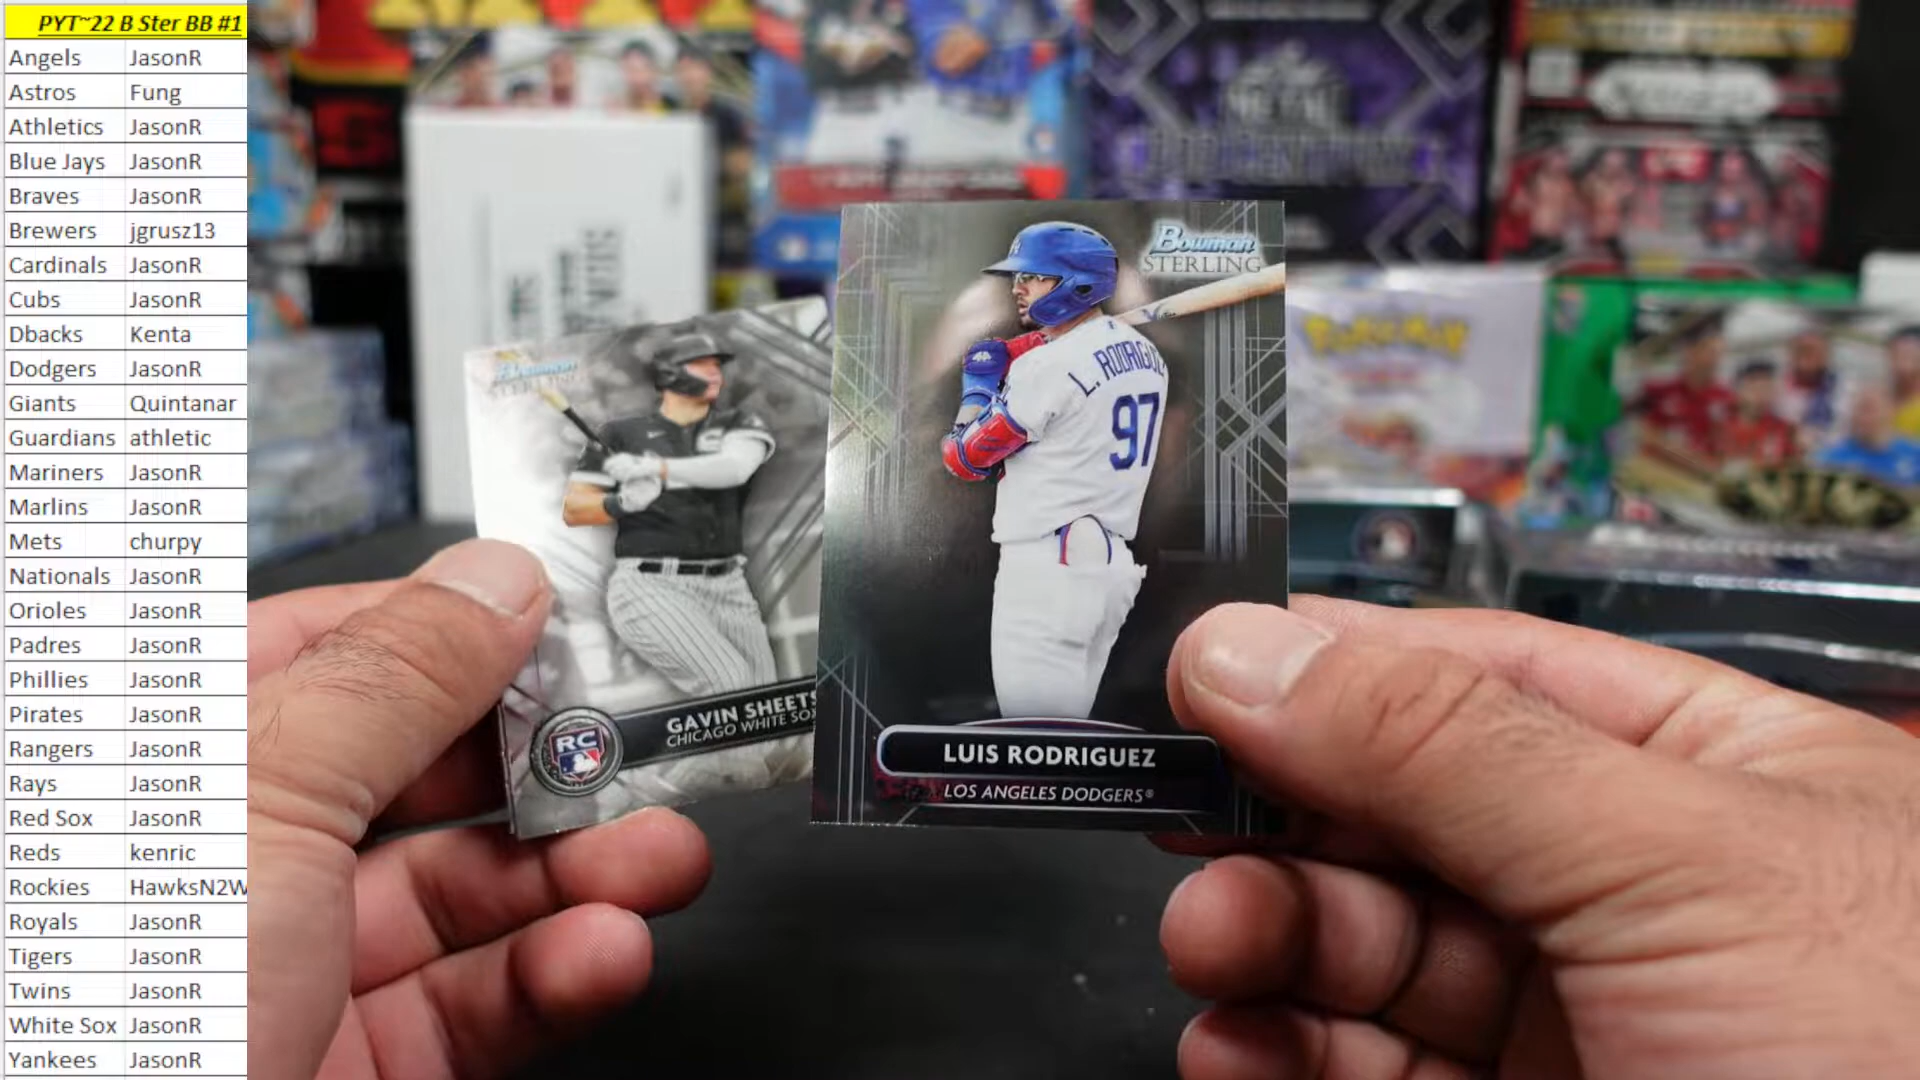 PYT~22 B Ster BB #1
Angels JasonR
Astros Fung
Athletics JasonR
Blue Jays JasonR
Braves JasonR
Brewers jgrusz13
Cardinals JasonR
Cubs JasonR
Dbacks Kenta
Dodgers JasonR
Giants Quintanar
Guardians athletic
Mariners JasonR
Marlins JasonR
Mets churpy
Nationals JasonR
Orioles JasonR
Padres JasonR
Phillies JasonR
Pirates JasonR
Rangers JasonR
Rays JasonR
Red Sox JasonR
Reds kenric
Rockies HawksN2W
Royals JasonR
Tigers JasonR
Twins JasonR
White Sox JasonR
Yankees JasonR
Bowman
STERLING
GAVIN SHEETS
CHICAGO WHITE SOX
RC
Bowman
STERLING
L. RODRIGUE
97
LUIS RODRIGUEZ
LOS ANGELES DODGERS®
POKÉMON